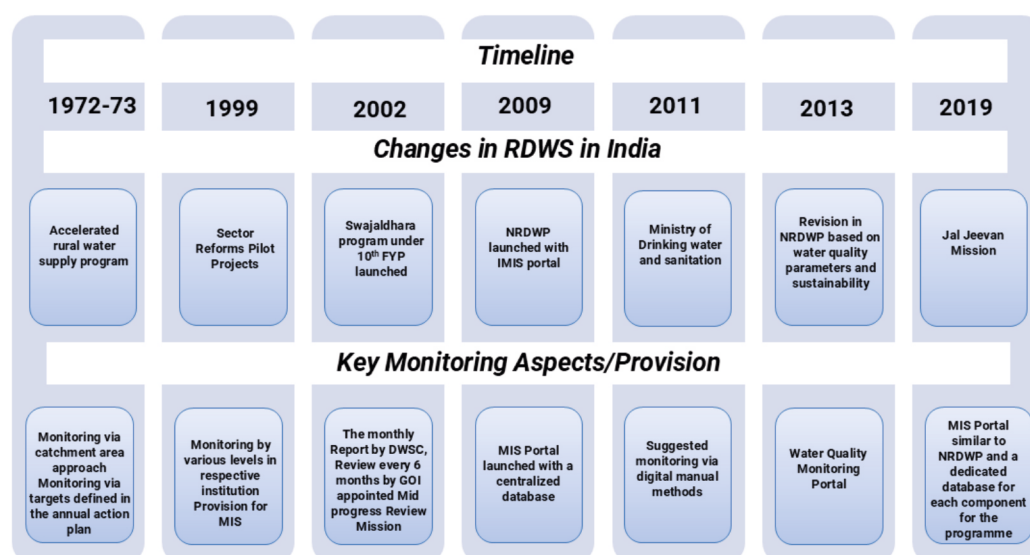 Timeline
1972-73
1999
2002
2009
2011
2013
2019
Changes in RDWS in India
Accelerated
rural water
supply program
Sector
Reforms Pilot
Projects
Swajaldhara
program under
10th FYP
launched
NRDWP
launched with
IMIS portal
Ministry of
Drinking water
and sanitation
Revision in
NRDWP based on
water quality
parameters and
sustainability
Jal Jeevan
Mission
Key Monitoring Aspects/Provision
Monitoring via
catchment area
approach
Monitoring via
targets defined in
the annual action
plan
Monitoring by
various levels in
respective
institution
Provision for
MIS
The monthly
Report by DWSC,
Review every 6
months by GOI
appointed Mid
progress Review
Mission
MIS Portal
launched with a
centralized
database
Suggested
monitoring via
digital manual
methods
Water Quality
Monitoring
Portal
MIS Portal
similar to
NRDWP and a
dedicated
database for
each component
for the
programme